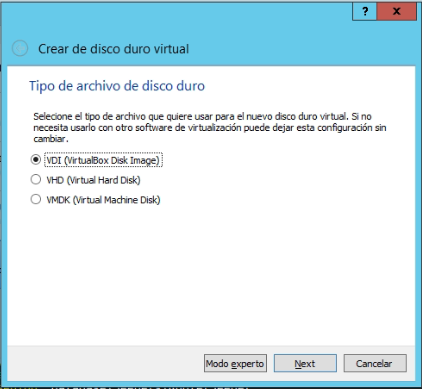 ? x
Crear de disco duro virtual
Tipo de archivo de disco duro
Seleccione el tipo de archivo que quiere usar para el nuevo disco duro virtual. Si no
necesita usarlo con otro software de virtualización puede dejar esta configuración sin
cambiar.
VDI (VirtualBox Disk Image)
VHD (Virtual Hard Disk)
VMDK (Virtual Machine Disk)
Modo experto Next Cancelar